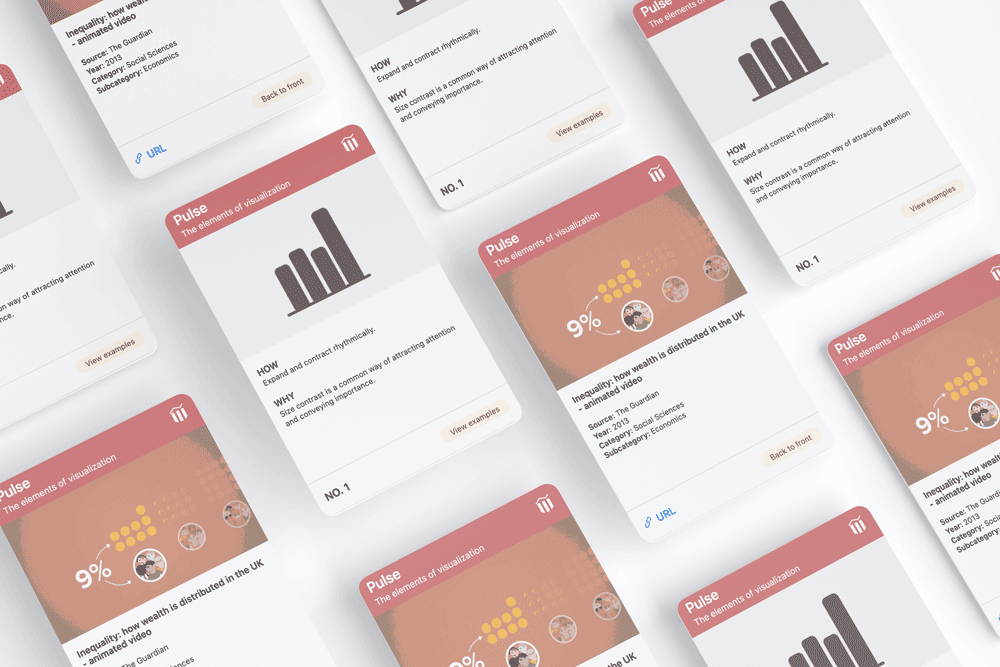 Inequality: how wealth is distributed in the UK
- animated video
Source: The Guardian
Year: 2013
Category: Social Sciences
Subcategory: Economics
Back to front
URL
HOW
Expand and contract rhythmically.
WHY
Size contrast is a common way of attracting attention
and conveying importance.
View examples
NO. 1
Pulse
The elements of visualization
HOW
Expand and contract rhythmically.
WHY
Size contrast is a common way of attracting attention
and conveying importance.
View examples
NO. 1
of attracting attention
View examples
Pulse
The elements of visualization
HOW
Expand and contract rhythmically.
WHY
Size contrast is a common way of attracting attention
and conveying importance.
View examples
NO. 1
Pulse
The elements of visualization
9%
Inequality: how wealth is distributed in the UK
- animated video
Source: The Guardian
Year: 2013
Category: Social Sciences
Subcategory: Economics
Back to front
URL
Pulse
The elements of visualization
9%
Inequality: how wealth
- animated video
Source: The
Year: 2013
Category:
Subcategory:
Pulse
The elements of visualization
9%
Inequality: how wealth is distributed in the UK
- animated video
The Guardian
Pulse
The elements of visualization
9%
the UK
Pulse
The elements of visualization